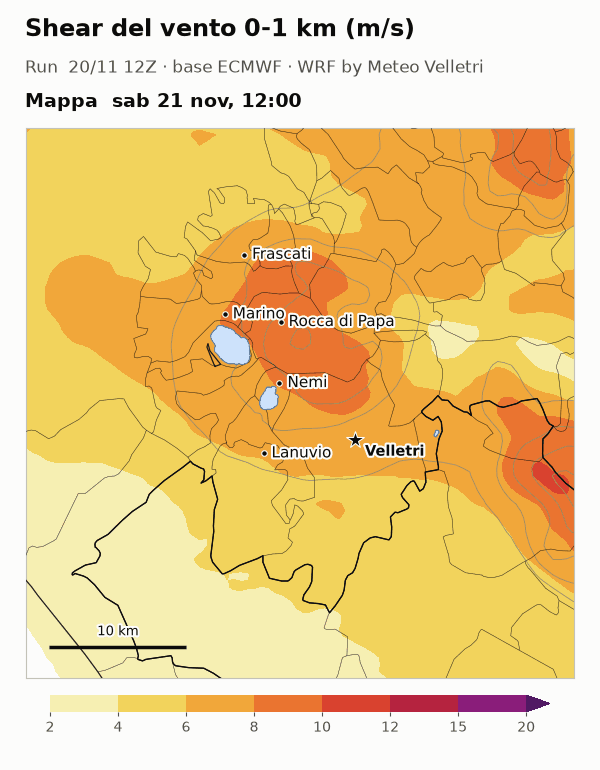 Shear del vento 0-1 km (m/s)
Run  20/11 12Z · base ECMWF · WRF by Meteo Velletri
Mappa  sab 21 nov, 12:00
Frascati
Marino
Rocca di Papa
Nemi
Velletri
Lanuvio
10 km
2 4 6 8 10 12 15 20